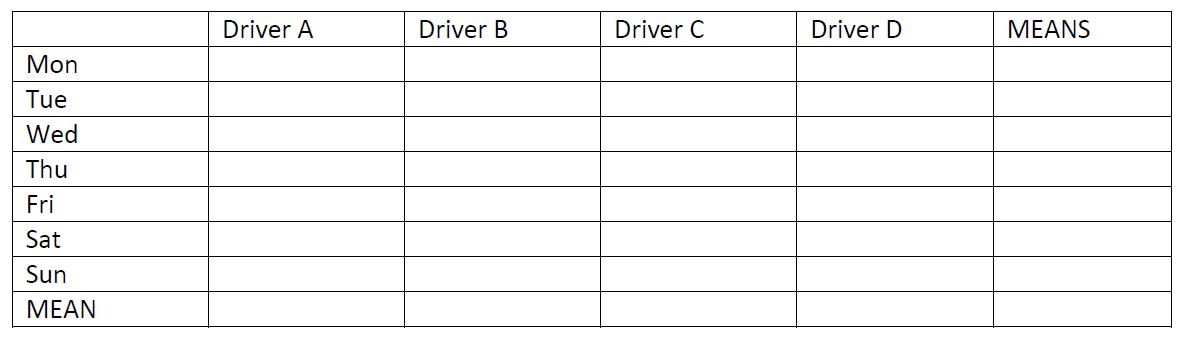 Driver A Driver B Driver C Driver D MEANS
Mon
Tue
Wed
Thu
Fri
Sat
Sun
MEAN